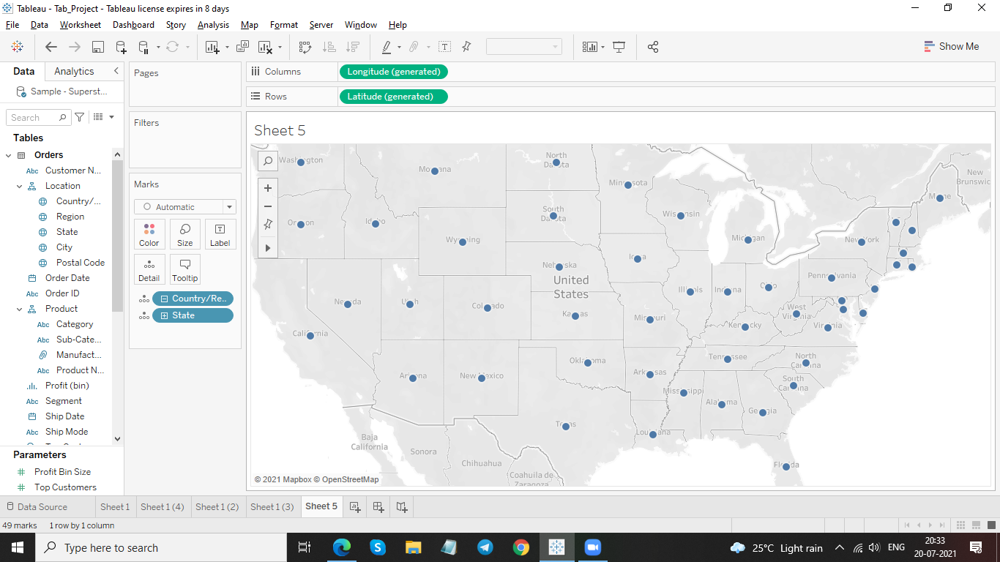 Tableau - Tab_Project - Tableau license expires in 8 days
File Data Worksheet Dashboard Story Analysis Map Format Server Window Help
Show Me
Data Analytics
Sample - Superst...
Search
Tables
Orders
Customer N...
Location
Country/...
Region
State
City
Postal Code
Order Date
Order ID
Product
Category
Sub-Cate...
Manufact...
Product N...
Profit (bin)
Segment
Ship Date
Ship Mode
Parameters
Profit Bin Size
Top Customers
Pages
Filters
Marks
Automatic
Color Size Label
Detail Tooltip
Country/Re..
State
Columns Longitude (generated)
Rows Latitude (generated)
Sheet 5
Washington
Montana
North
Dakota
Minnesota
New
Brunswic
Maine
Oregon
Idaho
South
Dakota
Wisconsin
Wyoming
Michigan
New York
Iowa
Nebraska
Pennsylvania
United
States
Illinois
Indiana
Ohio
Nevada
Utah
Colorado
Kansas
Missouri
West
Virginia
Kentucky
Virginia
California
Oklahoma
Tennessee
North
Carolina
Arizona
New Mexico
Arkansas
South
Carolina
Mississippi
Alabama
Georgia
Texas
Louisiana
Baja
California
Sonora
Chihuahua
Coahuila de
Zaragoza
Florida
© 2021 Mapbox © OpenStreetMap
Data Source Sheet 1 Sheet 1 (4) Sheet 1 (2) Sheet 1 (3) Sheet 5
49 marks 1 row by 1 column
Type here to search
25°C Light rain
ENG
20:33
20-07-2021